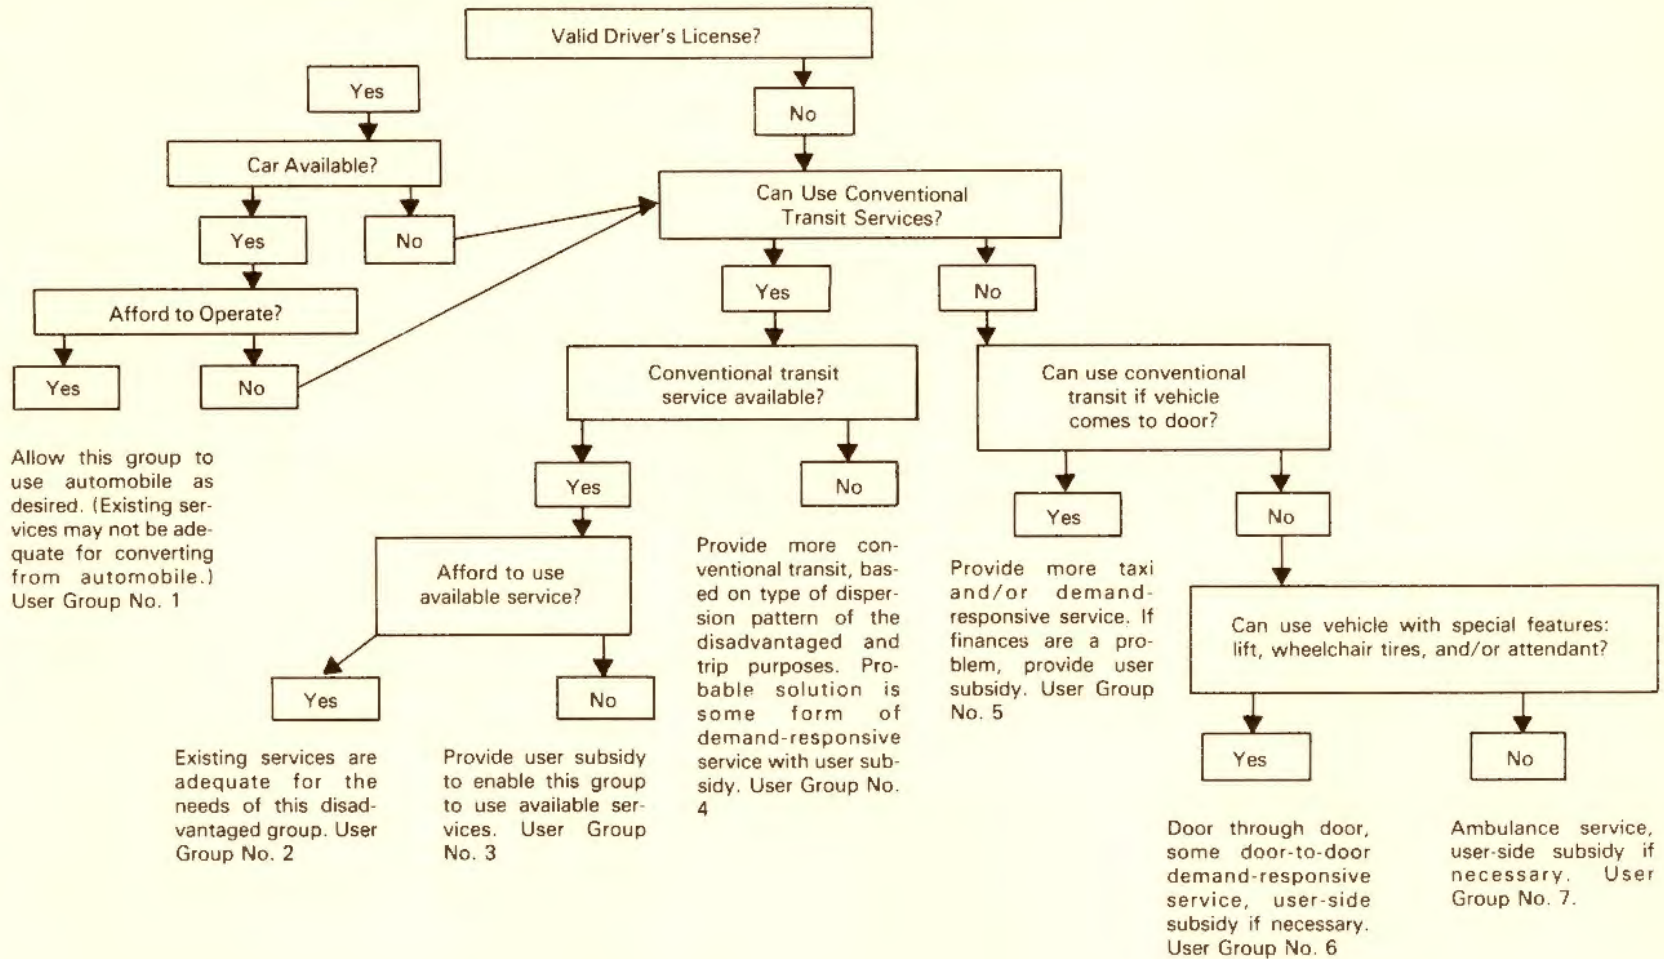 Valid Driver's License?
Yes
No
Car Available?
Can Use Conventional
Transit Services?
Yes
No
Yes
No
Afford to Operate?
Yes
No
Conventional transit
service available?
Can use conventional
transit if vehicle
comes to door?
Allow this group to
use automobile as
desired. (Existing ser-
vices may not be ade-
quate for converting
from automobile.)
User Group No. 1
Yes
No
Yes
No
Afford to use
available service?
Provide more con-
ventional transit, bas-
ed on type of disper-
sion pattern of the
disadvantaged and
trip purposes. Pro-
bable solution is
some form of
demand-responsive
service with user sub-
sidy. User Group No.
4
Provide more taxi
and/or demand-
responsive service. If
finances are a pro-
blem, provide user
subsidy. User Group
No. 5
Can use vehicle with special features:
lift, wheelchair tires, and/or attendant?
Yes
No
Yes
No
Existing services are
adequate for the
needs of this disad-
vantaged group. User
Group No. 2
Provide user subsidy
to enable this group
to use available ser-
vices. User Group
No. 3
Door through door,
some door-to-door
demand-responsive
service, user-side
subsidy if necessary.
User Group No. 6
Ambulance service,
user-side subsidy if
necessary. User
Group No. 7.